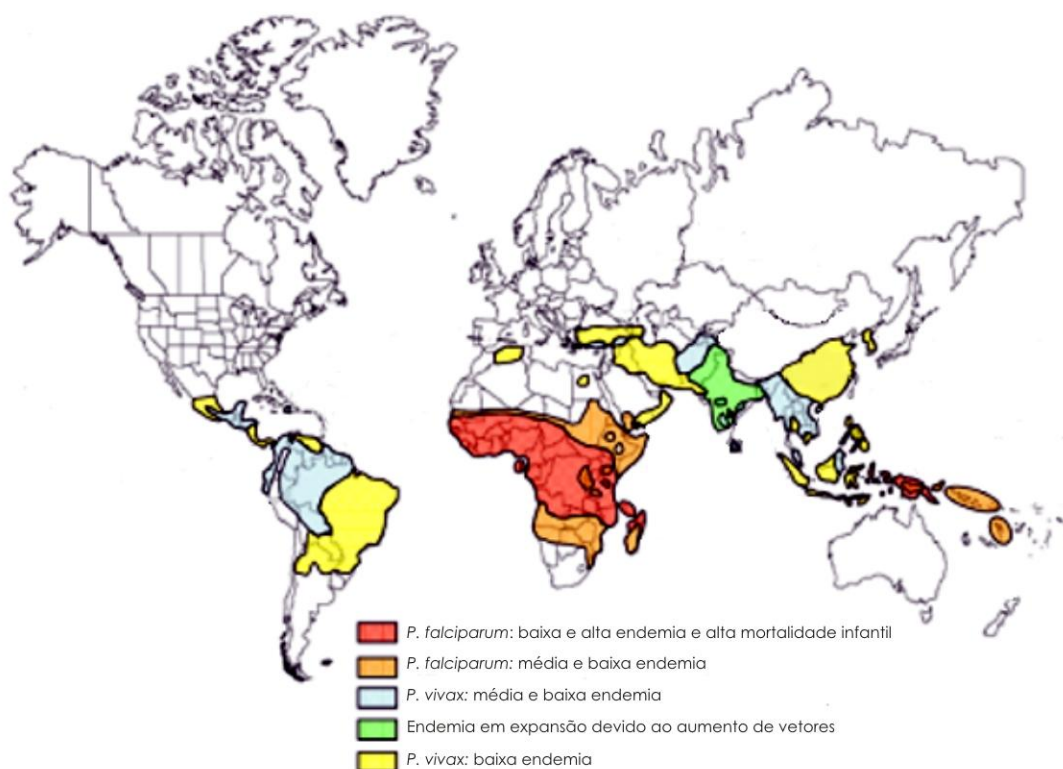 P. falciparum: baixa e alta endemia e alta mortalidade infantil
P. falciparum: média e baixa endemia
P. vivax: média e baixa endemia
Endemia em expansão devido ao aumento de vetores
P. vivax: baixa endemia